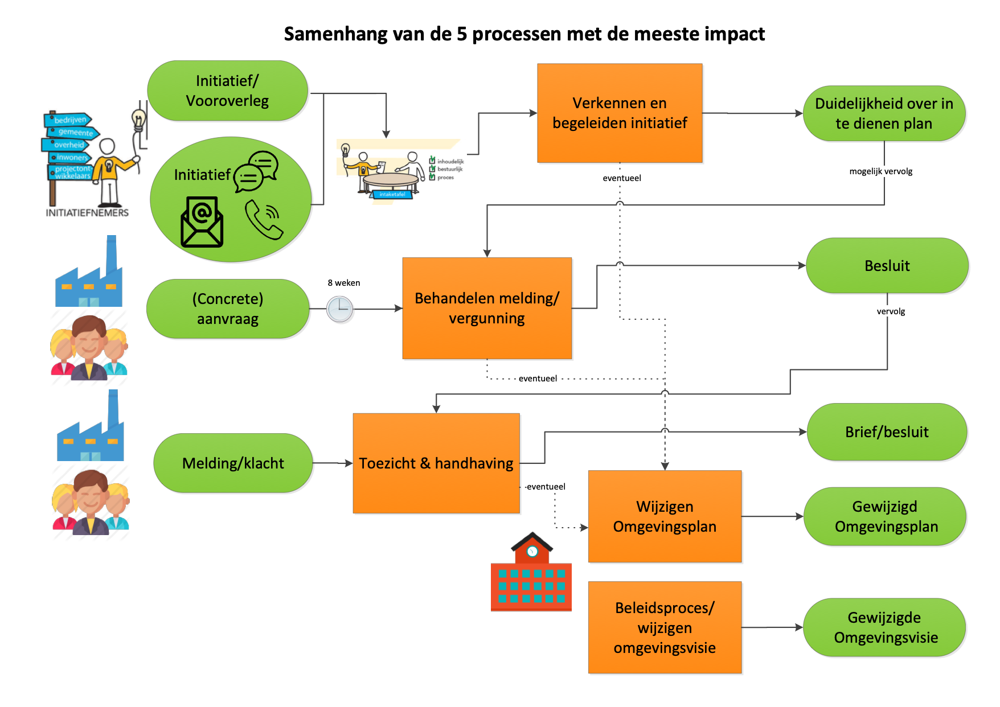 Samenhang van de 5 processen met de meeste impact
Initiatief/
Vooroverleg
bedrijven
gemeente
overheid
inwoners
projectont-
wikkelaars
INITIATIEFNEMERS
Initiatief
@
inhoudelijk
bestuurlijk
proces
intaketafel
Verkennen en
begeleiden initiatief
Duidelijkheid over in
te dienen plan
eventueel
mogelijk vervolg
(Concrete)
aanvraag
8 weken
Behandelen melding/
vergunning
Besluit
vervolg
eventueel
Melding/klacht
Toezicht & handhaving
Brief/besluit
eventueel
Wijzigen
Omgevingsplan
Gewijzigd
Omgevingsplan
Beleidsproces/
wijzigen
omgevingsvisie
Gewijzigde
Omgevingsvisie